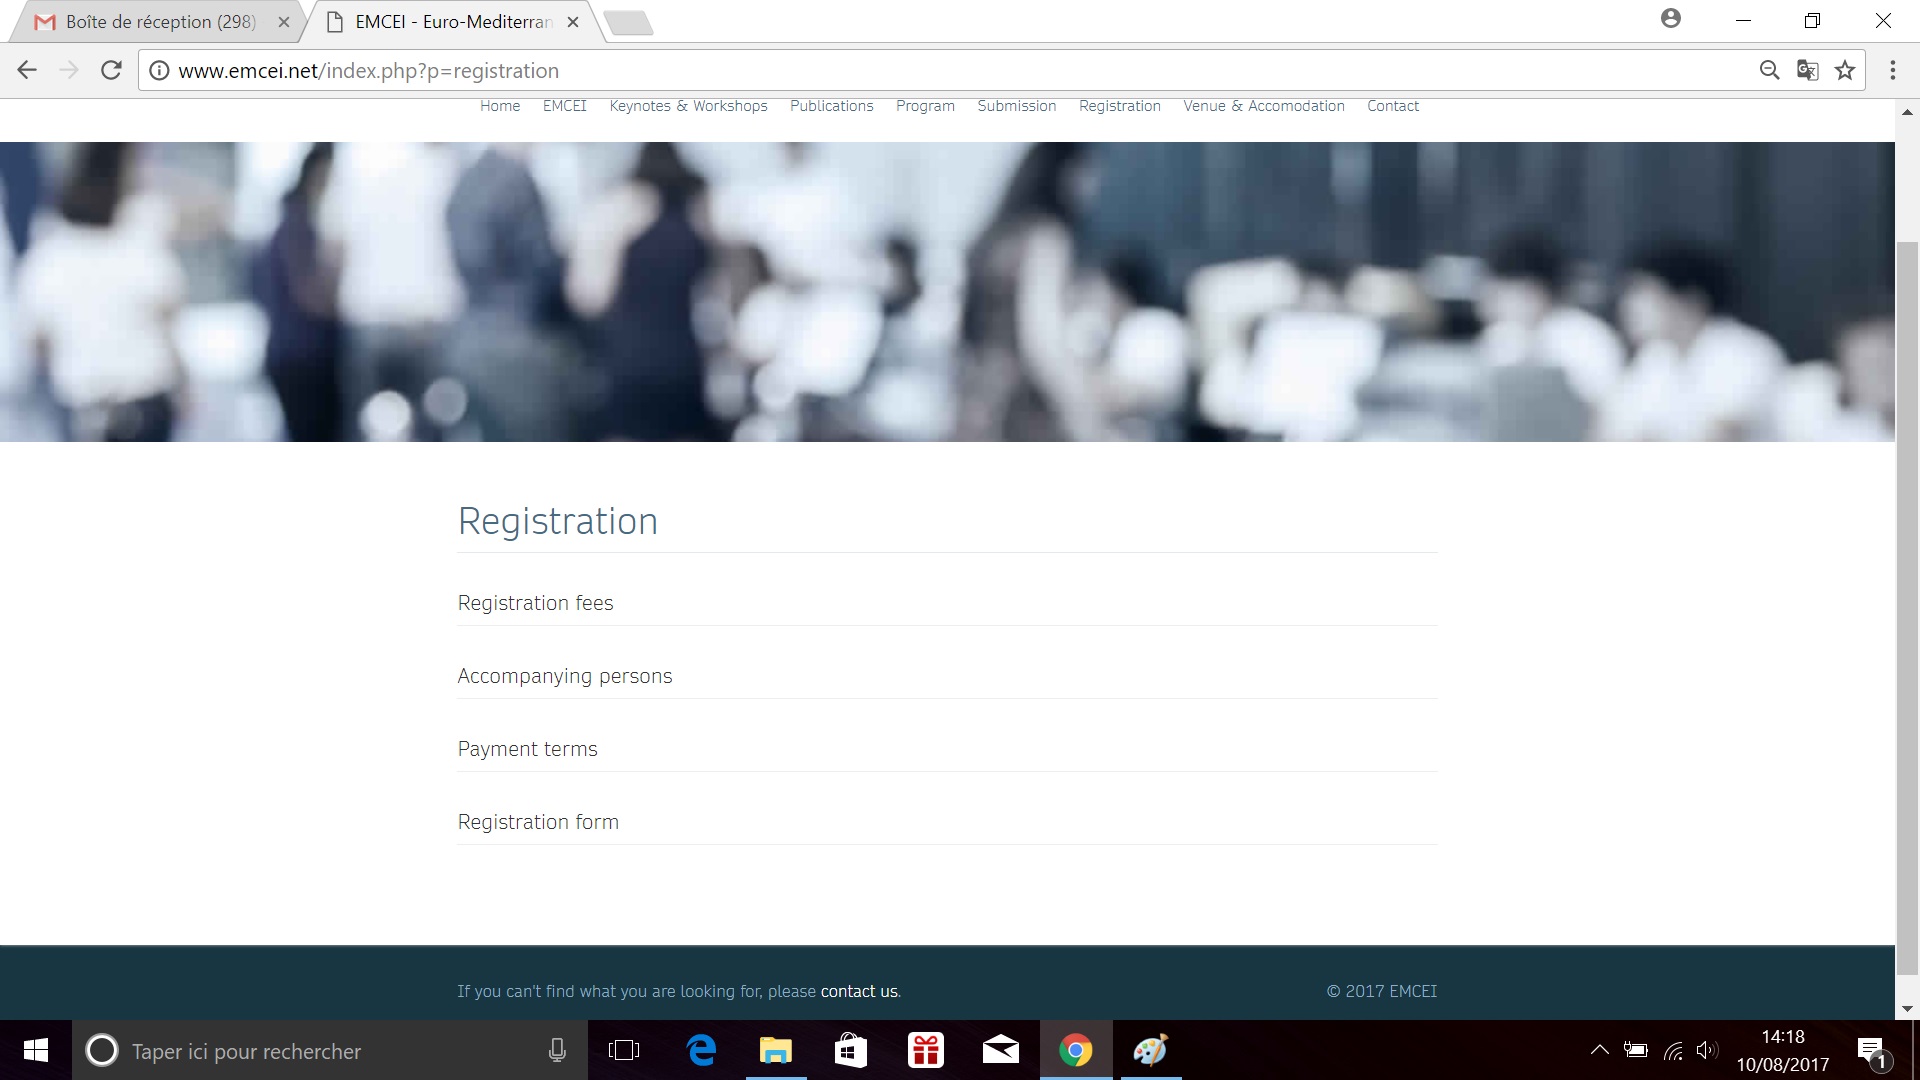 Boîte de réception (298)
EMCEI - Euro-Mediterran
www.emcei.net/index.php?p=registration
Home EMCEI Keynotes & Workshops Publications Program Submission Registration Venue & Accomodation Contact
Registration
Registration fees
Accompanying persons
Payment terms
Registration form
If you can't find what you are looking for, please contact us.
© 2017 EMCEI
Taper ici pour rechercher
14:18
10/08/2017
1